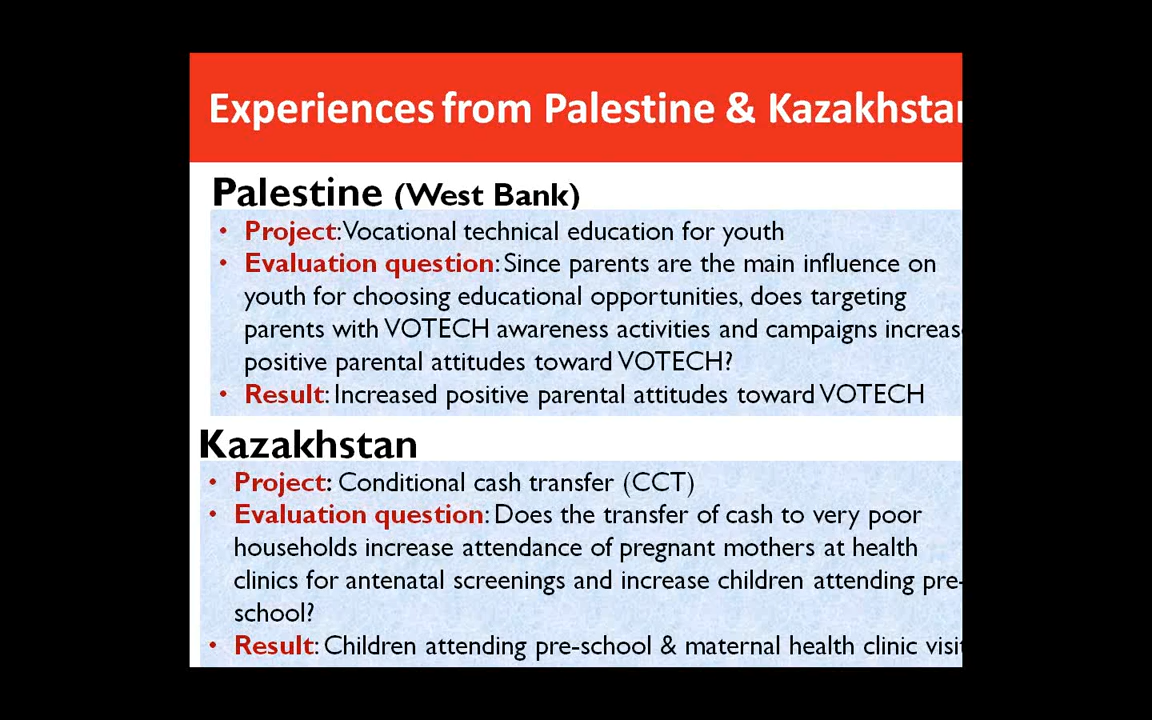 Experiences from Palestine & Kazakhstan
Palestine (West Bank)
• Project: Vocational technical education for youth
• Evaluation question: Since parents are the main influence on
youth for choosing educational opportunities, does targeting
parents with VOTECH awareness activities and campaigns increas
positive parental attitudes toward VOTECH?
• Result: Increased positive parental attitudes toward VOTECH
Kazakhstan
• Project: Conditional cash transfer (CCT)
• Evaluation question: Does the transfer of cash to very poor
households increase attendance of pregnant mothers at health
clinics for antenatal screenings and increase children attending pre-
school?
• Result: Children attending pre-school & maternal health clinic visit